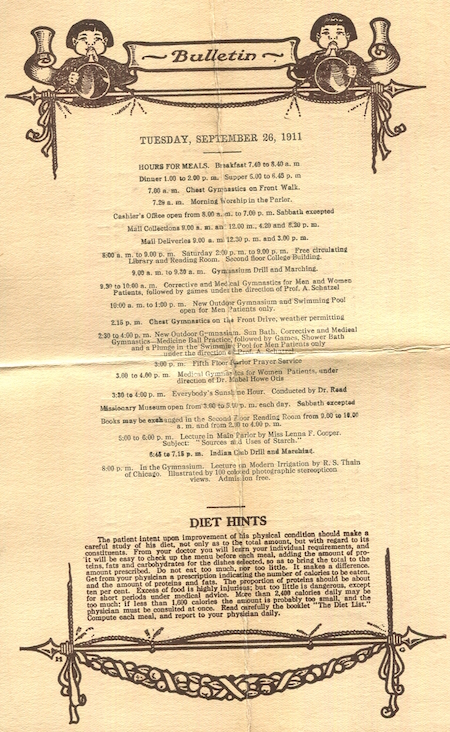 Bulletin
TUESDAY, SEPTEMBER 26, 1911
HOURS FOR MEALS. Breakfast 7.45 to 8.40 a. m.
Dinner 1.00 to 2.00 p. m. Supper 6.00 to 6.45 p. m
7.00 a. m. Chest Gymnastics on Front Walk.
7.20 a. m. Morning Worship in the Parlor.
Cashier's Office open from 8.00 a. m. to 7.00 p. m. Sabbath excepted
Mail Collections 9.00 a. m. and 12.00 m., 4.20 and 6.20 p. m.
Mail Deliveries 9.00 a. m. 12.30 p. m. and 3.00 p. m.
8:00 a. m. to 9.00 p. m. Saturday 2:00 p. m. to 9.00 p. m. Free circulating
Library and Reading Room. Second floor College Building.
9.00 a. m. to 9.20 a. m. Gymnasium Drill and Marching.
9.30 to 10.00 a. m. Corrective and Medical Gymnastics for Men and Women
Patients, followed by games under the direction of Prof. A. Schatzel
10:00 a. m. to 1:00 p. m. New Outdoor Gymnasium and Swimming Pool
open for Men Patients only.
2.15 p. m. Chest Gymnastics on the Front Drive, weather permitting
2:30 to 4:00 p. m. New Outdoor Gymnasium. Sun Bath, Corrective and Medical
Gymnastics—Medicine Ball Practice, followed by Games, Shower Bath
and a Plunge in the Swimming Pool for Men Patients only
under the direction of Prof. A. Schatzel
3:00 p. m. Fifth Floor Parlor Prayer Service
3.00 to 4.00 p. m. Medical Gymnastics for Women Patients, under
direction of Dr. Mabel Howe Otis
3:30 to 4:00 p. m. Everybody's Sunshine Hour. Conducted by Dr. Read
Missionary Museum open from 3:00 to p. m. each day. Sabbath excepted
Books may be exchanged in the Second Floor Reading Room from 9.00 to 10.00
a. m. and from 2.30 to 4.00 p. m.
5:00 to 6:00 p. m. Lecture in Main Parlor by Miss Lenna F. Cooper.
Subject: "Sources and Uses of Starch."
6:45 to 7.15 p. m. Indian Club Drill and Marching.
8:00 p. m. In the Gymnasium. Lecture on Modern Irrigation by R. S. Thain
of Chicago. Illustrated by 100 colored photographic stereopticon
views. Admission free.
DIET HINTS
The patient intent upon improvement of his physical condition should make a
careful study of his diet, not only as to the total amount, but with regard to its
constituents. From your doctor you will learn your individual requirements, and
it will be easy to check up the menu before each meal, adding the amount of pro-
teins, fats and carbohydrates for the dishes selected, so as to bring the total to the
amount prescribed. Do not eat too much, nor too little. It makes a difference.
Get from your physician a prescription indicating the number of calories to be eaten,
and the amount of proteins and fats. The proportion of proteins should be about
ten per cent. Excess of food is highly injurious; but too little is dangerous, except
for short periods under medical advice. More than 2,400 calories daily may be
too much: if less than 1,600 calories the amount is probably too small, and the
physician must be consulted at once. Read carefully the booklet "The Diet List."
Compute each meal, and report to your physician daily.